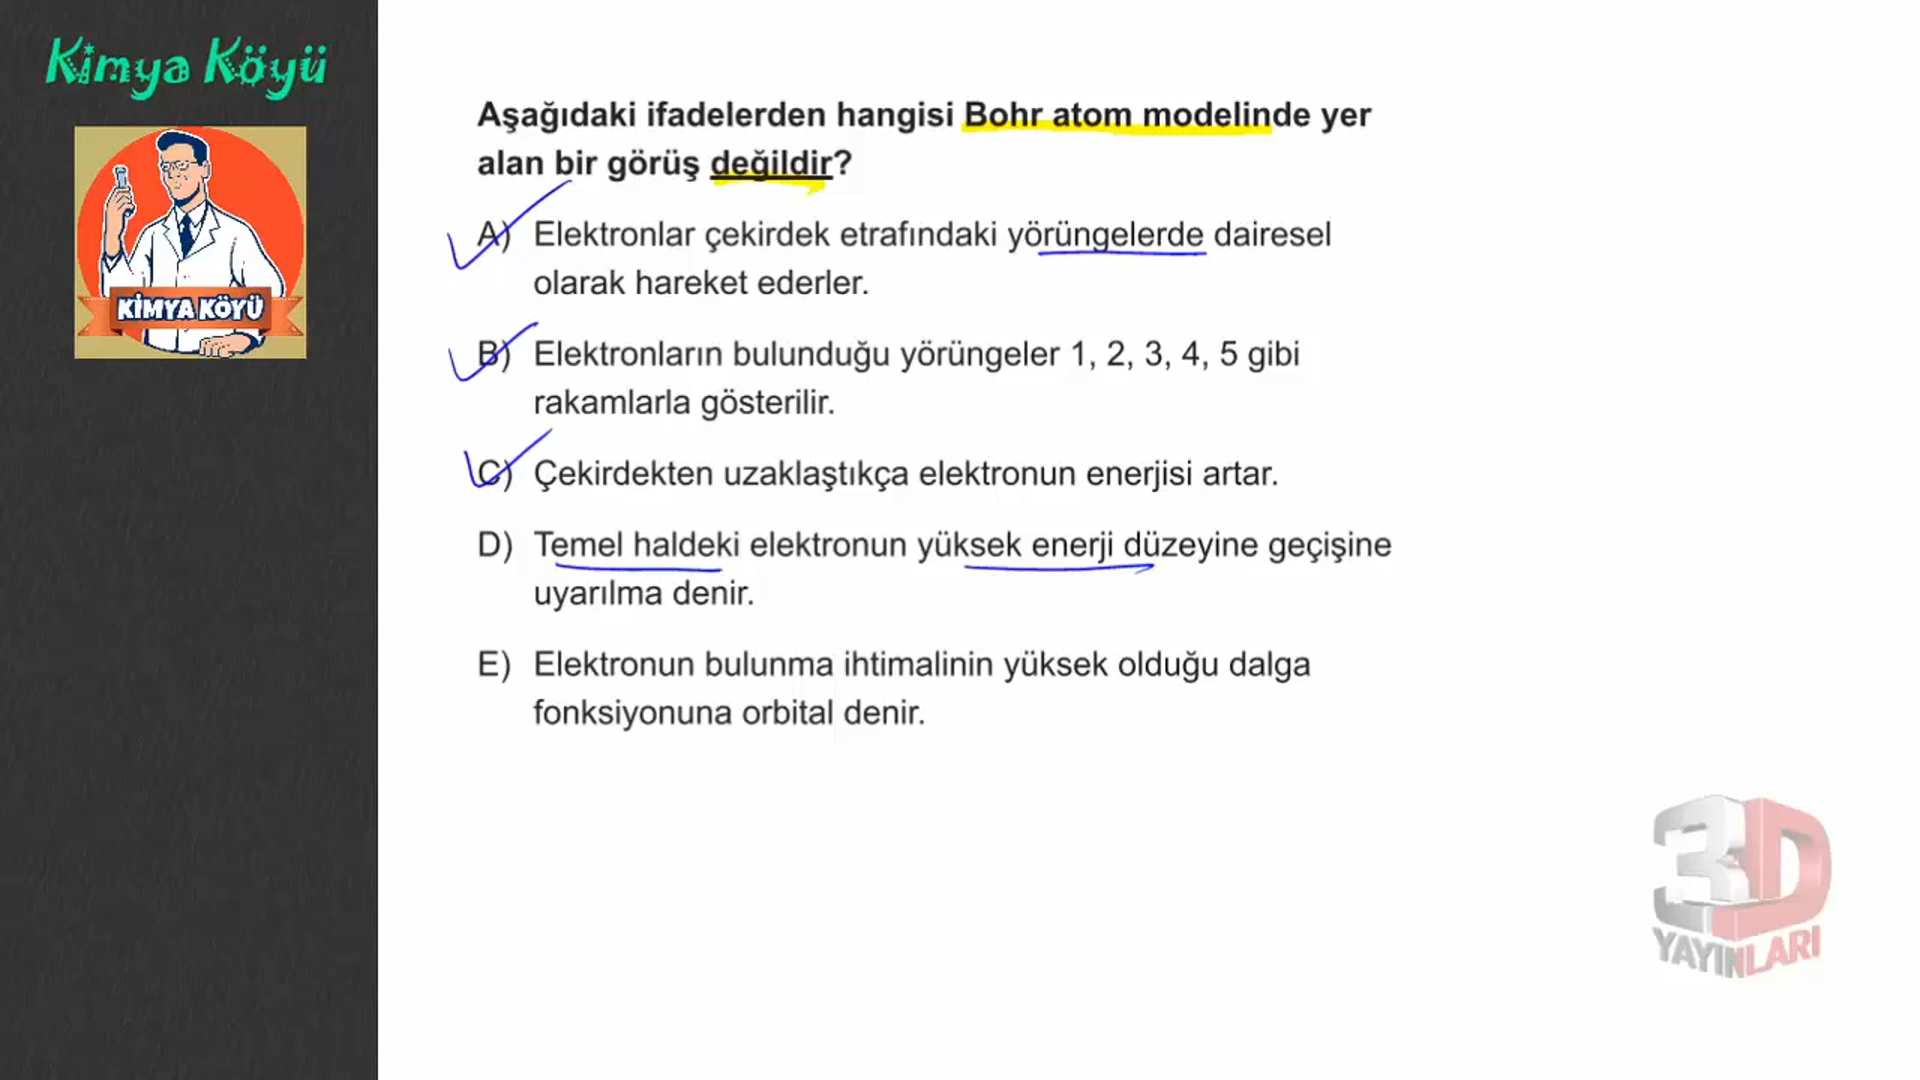 Kimya Köyü
KİMYA KÖYÜ
Aşağıdaki ifadelerden hangisi Bohr atom modelinde yer
alan bir görüş değildir?
A) Elektronlar çekirdek etrafındaki yörüngelerde dairesel
olarak hareket ederler.
B) Elektronların bulunduğu yörüngeler 1, 2, 3, 4, 5 gibi
rakamlarla gösterilir.
C) Çekirdekten uzaklaştıkça elektronun enerjisi artar.
D) Temel haldeki elektronun yüksek enerji düzeyine geçişine
uyarılma denir.
E) Elektronun bulunma ihtimalinin yüksek olduğu dalga
fonksiyonuna orbital denir.
3D
YAYINLARI